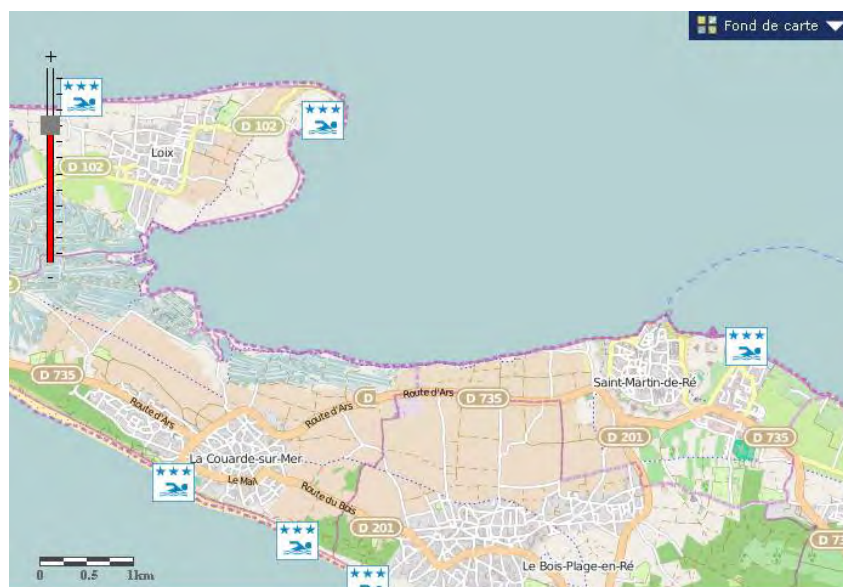 Fond de carte
+
★★★
★★★
D 102
Loix
D 102
-
★★★
D 735
Saint-Martin-de-Ré
Route d'Ars
D
Route d'Ars
D 735
Route d'Ars
D 201
D 735
La Couarde-sur-Mer
★★★
Le Mail
Route du Bois
★★★
D 201
D 73
Le Bois-Plage-en-Ré
0 0.5 1km
★★★